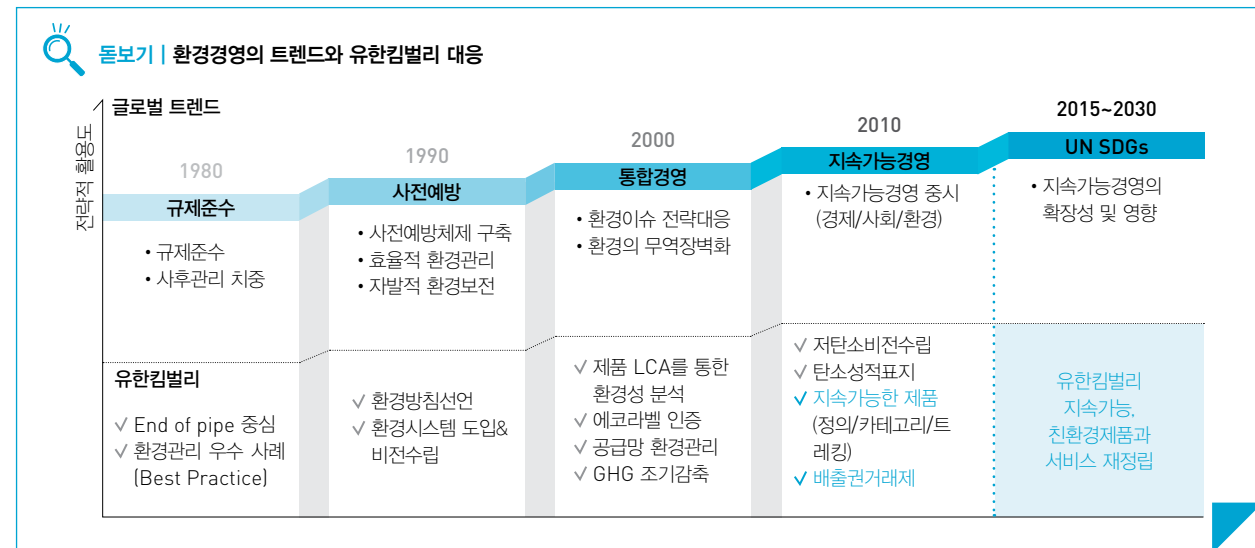 돋보기 | 환경경영의 트렌드와 유한킴벌리 대응
전략적 활용도
글로벌 트렌드
1980
규제준수
• 규제준수
• 사후관리 치중
1990
사전예방
• 사전예방체제 구축
• 효율적 환경관리
• 자발적 환경보전
2000
통합경영
• 환경이슈 전략대응
• 환경의 무역장벽화
2010
지속가능경영
• 지속가능경영 중시
(경제/사회/환경)
2015~2030
UN SDGs
• 지속가능경영의
확장성 및 영향
유한킴벌리
✓ End of pipe 중심
✓ 환경관리 우수 사례
(Best Practice)
✓ 환경방침선언
✓ 환경시스템 도입&
비전수립
✓ 제품 LCA를 통한
환경성 분석
✓ 에코라벨 인증
✓ 공급망 환경관리
✓ GHG 조기감축
✓ 저탄소비전수립
✓ 탄소성적표지
✓ 지속가능한 제품
(정의/카테고리/트
레킹)
✓ 배출권거래제
유한킴벌리
지속가능,
친환경제품과
서비스 재정립